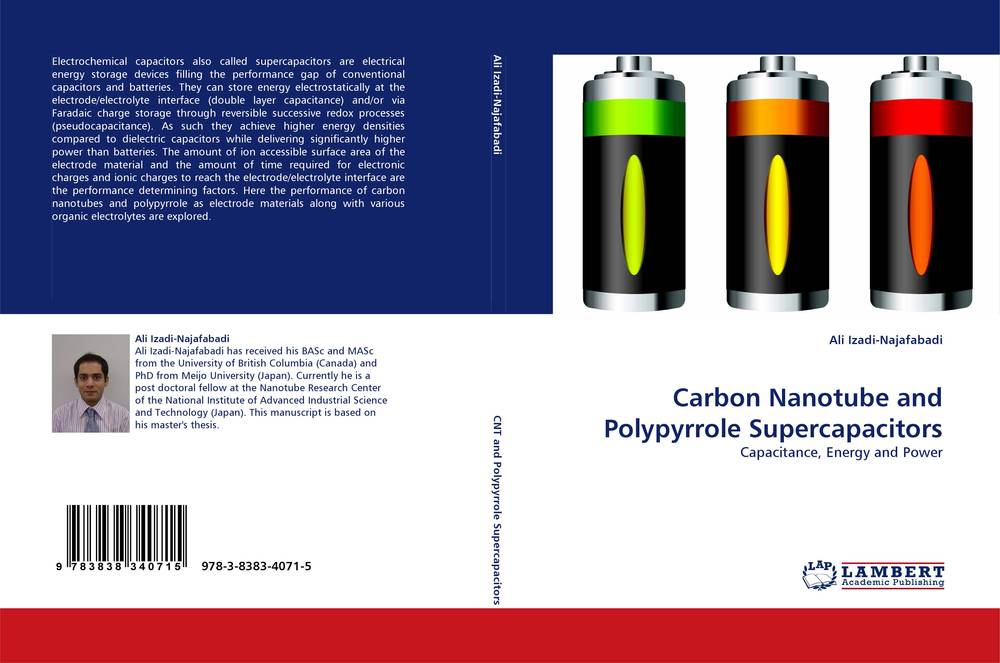 Electrochemical capacitors also called supercapacitors are electrical
energy storage devices filling the performance gap of conventional
capacitors and batteries. They can store energy electrostatically at the
electrode/electrolyte interface (double layer capacitance) and/or via
Faradaic charge storage through reversible successive redox processes
(pseudocapacitance). As such they achieve higher energy densities
compared to dielectric capacitors while delivering significantly higher
power than batteries. The amount of ion accessible surface area of the
electrode material and the amount of time required for electronic
charges and ionic charges to reach the electrode/electrolyte interface are
the performance determining factors. Here the performance of carbon
nanotubes and polypyrrole as electrode materials along with various
organic electrolytes are explored.
Ali Izadi-Najafabadi
Ali Izadi-Najafabadi has received his BASc and MASc
from the University of British Columbia (Canada) and
PhD from Meijo University (Japan). Currently he is a
post doctoral fellow at the Nanotube Research Center
of the National Institute of Advanced Industrial Science
and Technology (Japan). This manuscript is based on
his master's thesis.
9 783838 340715
978-3-8383-4071-5
Ali Izadi-Najafabadi
CNT and Polypyrrole Supercapacitors
Ali Izadi-Najafabadi
Carbon Nanotube and
Polypyrrole Supercapacitors
Capacitance, Energy and Power
LAP
LAMBERT
Academic Publishing